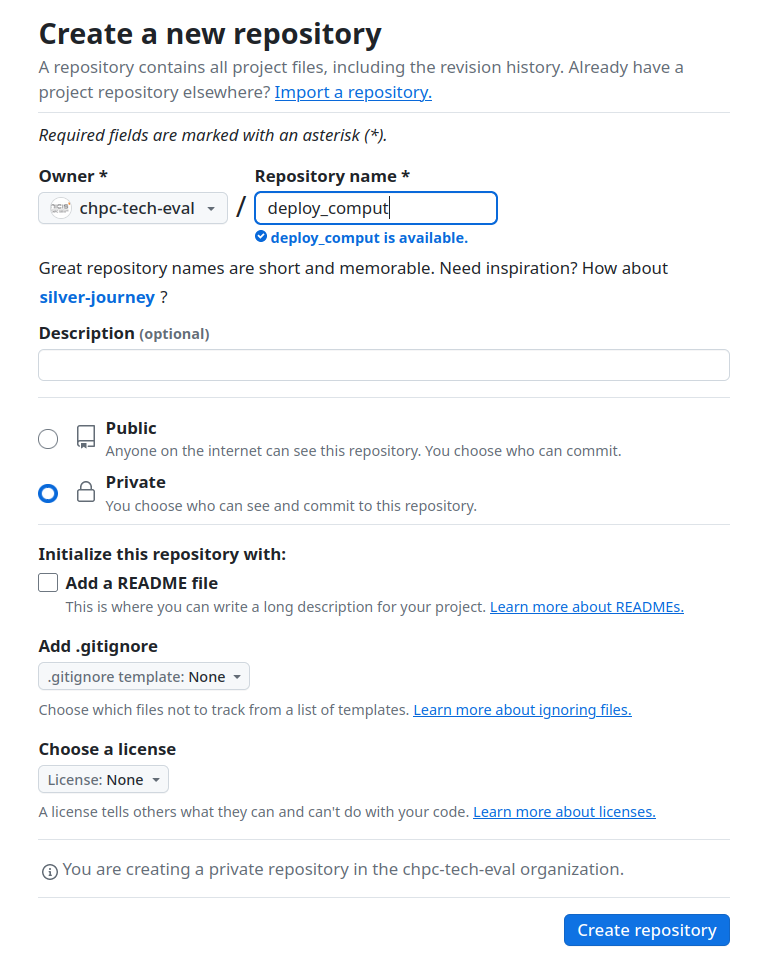 Create a new repository
A repository contains all project files, including the revision history. Already have a
project repository elsewhere? Import a repository.
Required fields are marked with an asterisk (*).
Owner *
Repository name *
chpc-tech-eval
/
deploy_comput
deploy_comput is available.
Great repository names are short and memorable. Need inspiration? How about
silver-journey ?
Description (optional)
Public
Anyone on the internet can see this repository. You choose who can commit.
Private
You choose who can see and commit to this repository.
Initialize this repository with:
Add a README file
This is where you can write a long description for your project. Learn more about READMEs.
Add .gitignore
.gitignore template: None
Choose which files not to track from a list of templates. Learn more about ignoring files.
Choose a license
License: None
A license tells others what they can and can't do with your code. Learn more about licenses.
You are creating a private repository in the chpc-tech-eval organization.
Create repository